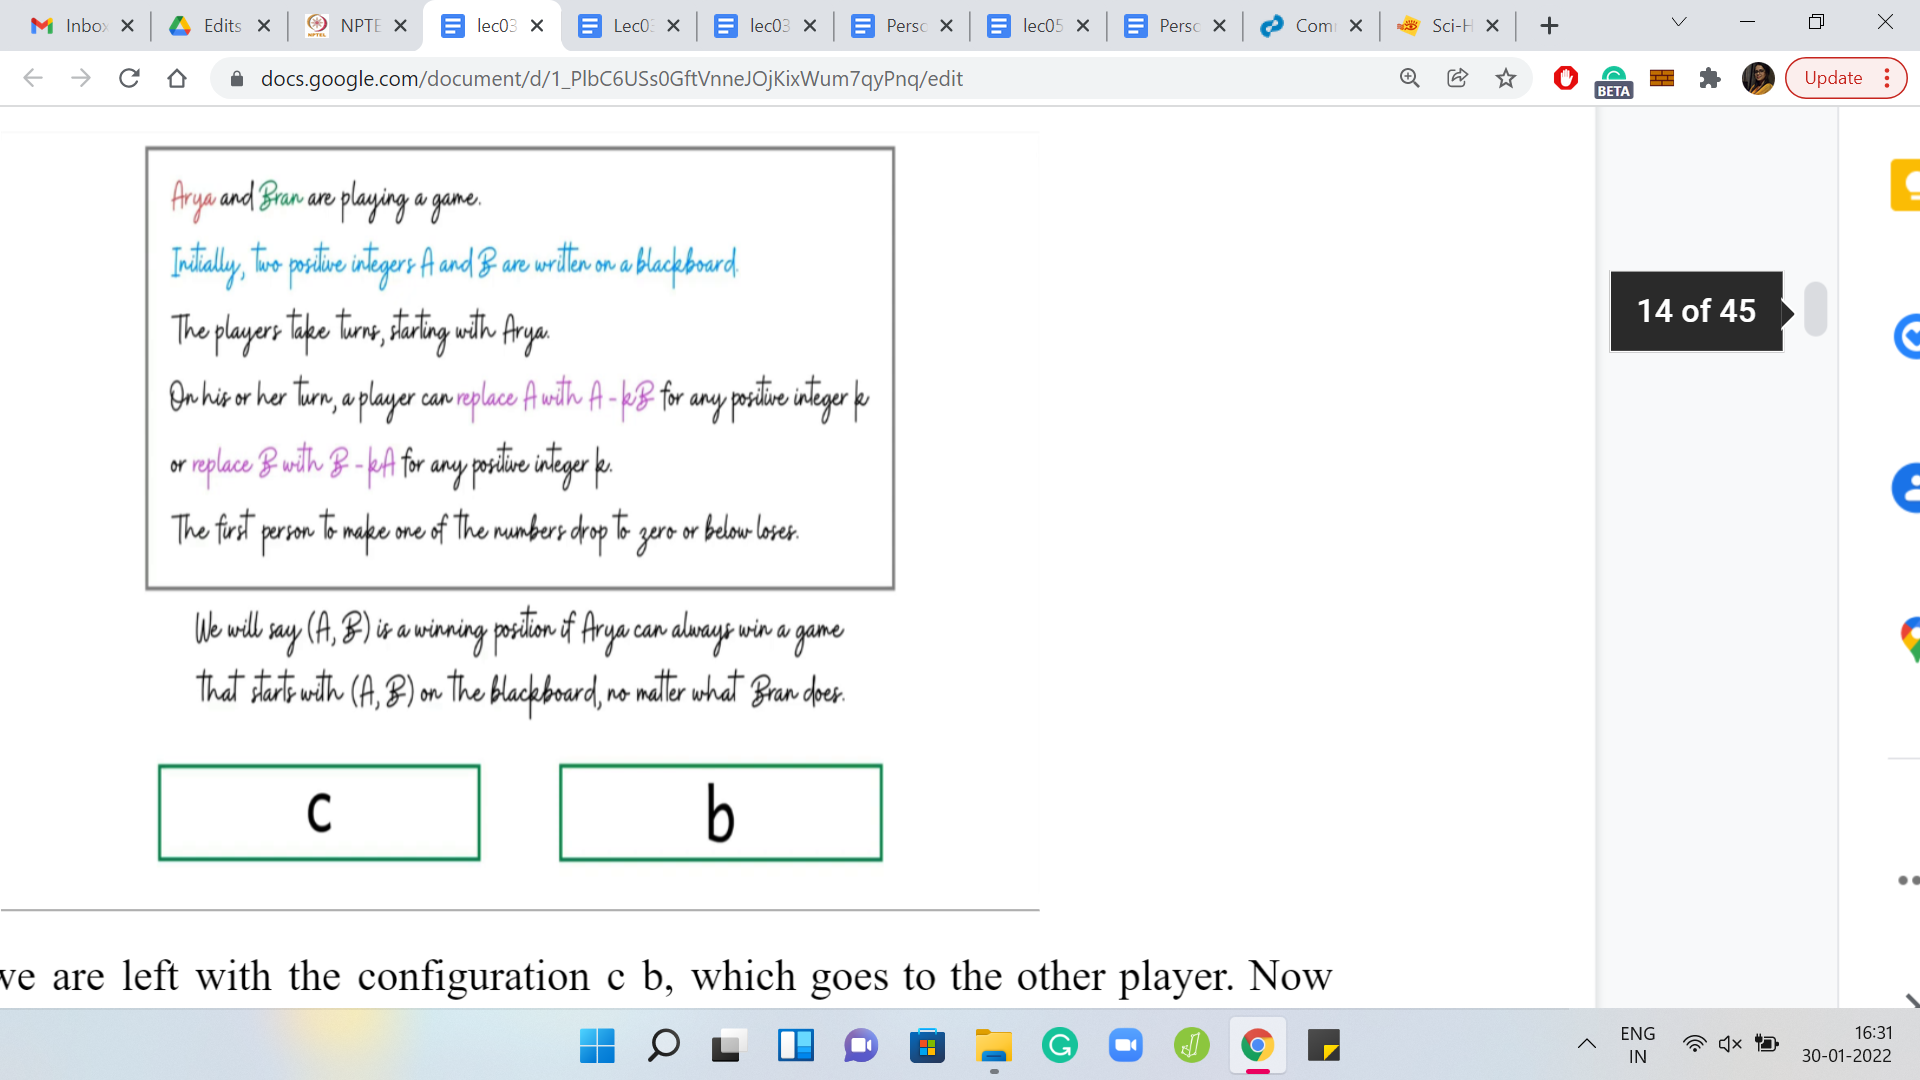 Inbo
Edits
NPTE
lec03
Lec03
lec03
Perso
lec05
Perso
Com
Sci-H
docs.google.com/document/d/1_PlbC6USs0GftVnneJOjKixWum7qyPnq/edit
BETA
Update
Arya and Bran are playing a game.
Initially, two positive integers A and B are written on a blackboard.
The players take turns, starting with Arya.
On his or her turn, a player can replace A with A - kB for any positive integer k
or replace B with B - kA for any positive integer k.
The first person to make one of the numbers drop to zero or below loses.
14 of 45
We will say (A, B) is a winning position if Arya can always win a game
that starts with (A, B) on the blackboard, no matter what Bran does.
c
b
we are left with the configuration c b, which goes to the other player. Now
ENG
IN
16:31
30-01-2022